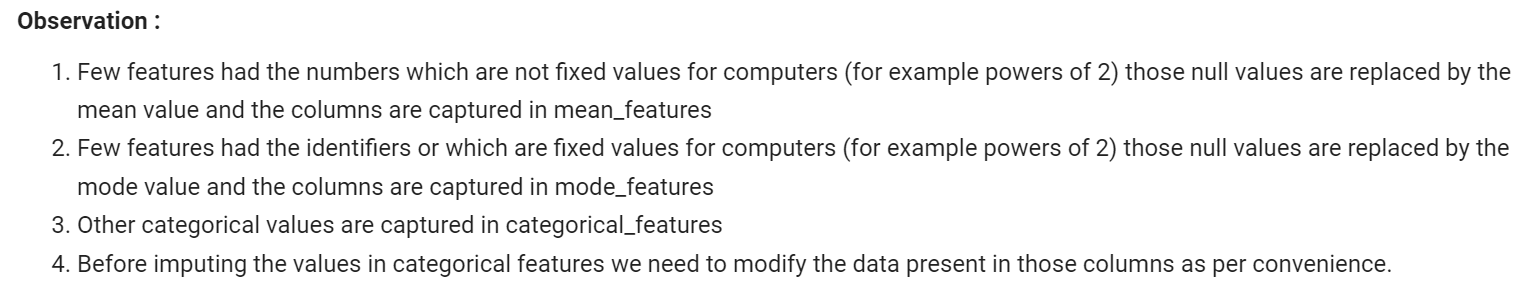 Observation :
1. Few features had the numbers which are not fixed values for computers (for example powers of 2) those null values are replaced by the
mean value and the columns are captured in mean_features
2. Few features had the identifiers or which are fixed values for computers (for example powers of 2) those null values are replaced by the
mode value and the columns are captured in mode_features
3. Other categorical values are captured in categorical_features
4. Before imputing the values in categorical features we need to modify the data present in those columns as per convenience.